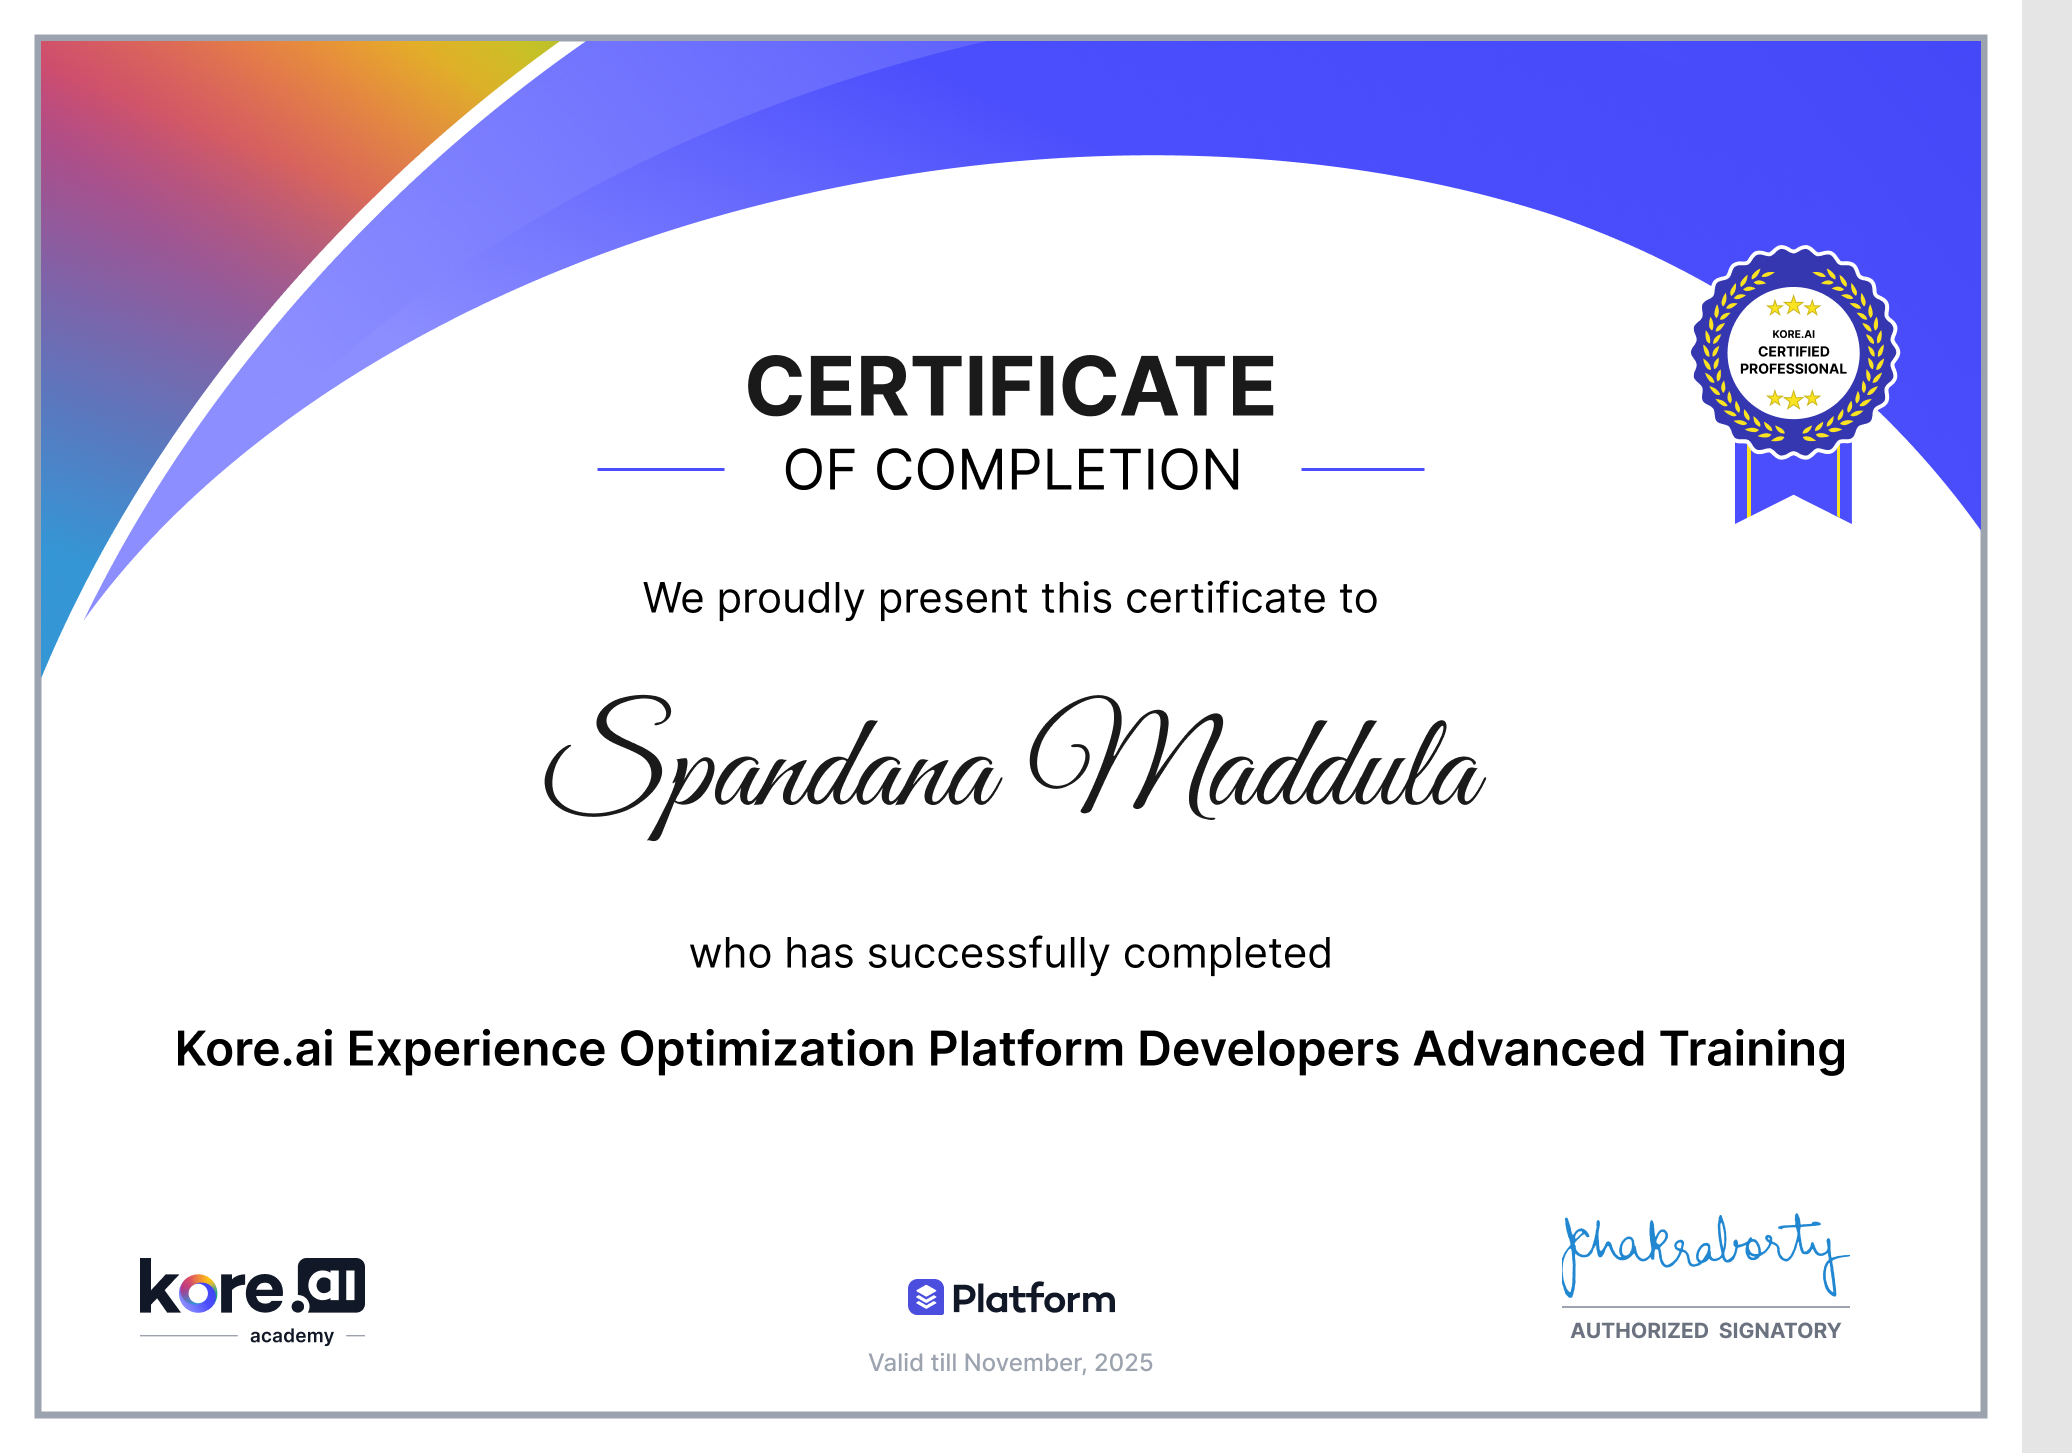 KORE.AI
CERTIFIED
PROFESSIONAL
CERTIFICATE
OF COMPLETION
We proudly present this certificate to
Spandana Maddula
who has successfully completed
Kore.ai Experience Optimization Platform Developers Advanced Training
kore.ai
academy
Platform
Valid till November, 2025
AUTHORIZED SIGNATORY